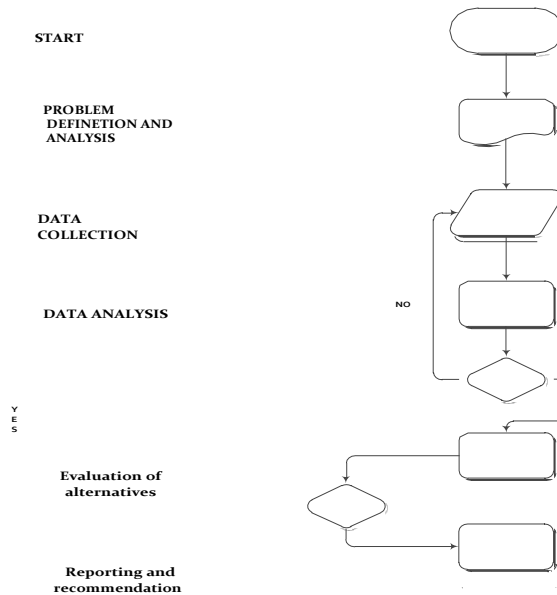 START
PROBLEM
DEFINETION AND
ANALYSIS
DATA
COLLECTION
NO
DATA ANALYSIS
Y
E
S
Evaluation of
alternatives
Reporting and
recommendation